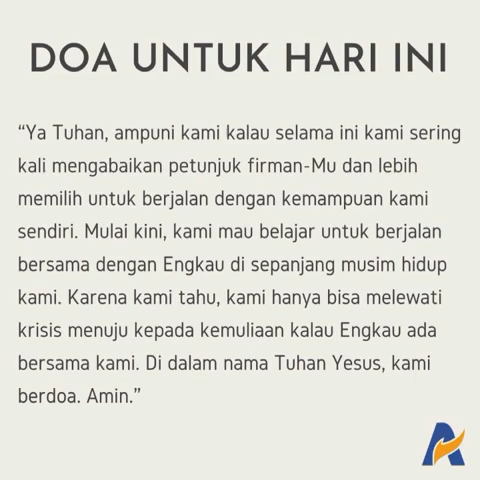 DOA UNTUK HARI INI
“Ya Tuhan, ampuni kami kalau selama ini kami sering
kali mengabaikan petunjuk firman-Mu dan lebih
memilih untuk berjalan dengan kemampuan kami
sendiri. Mulai kini, kami mau belajar untuk berjalan
bersama dengan Engkau di sepanjang musim hidup
kami. Karena kami tahu, kami hanya bisa melewati
krisis menuju kepada kemuliaan kalau Engkau ada
bersama kami. Di dalam nama Tuhan Yesus, kami
berdoa. Amin.”